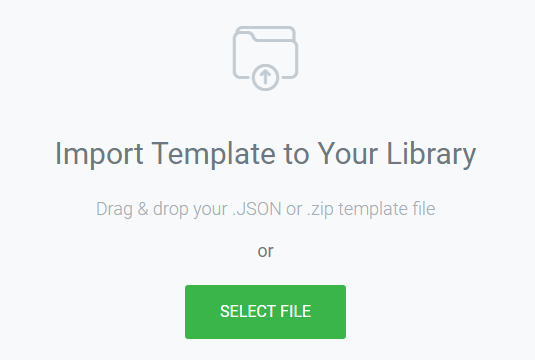 Import Template to Your Library
Drag & drop your .JSON or .zip template file
or
SELECT FILE